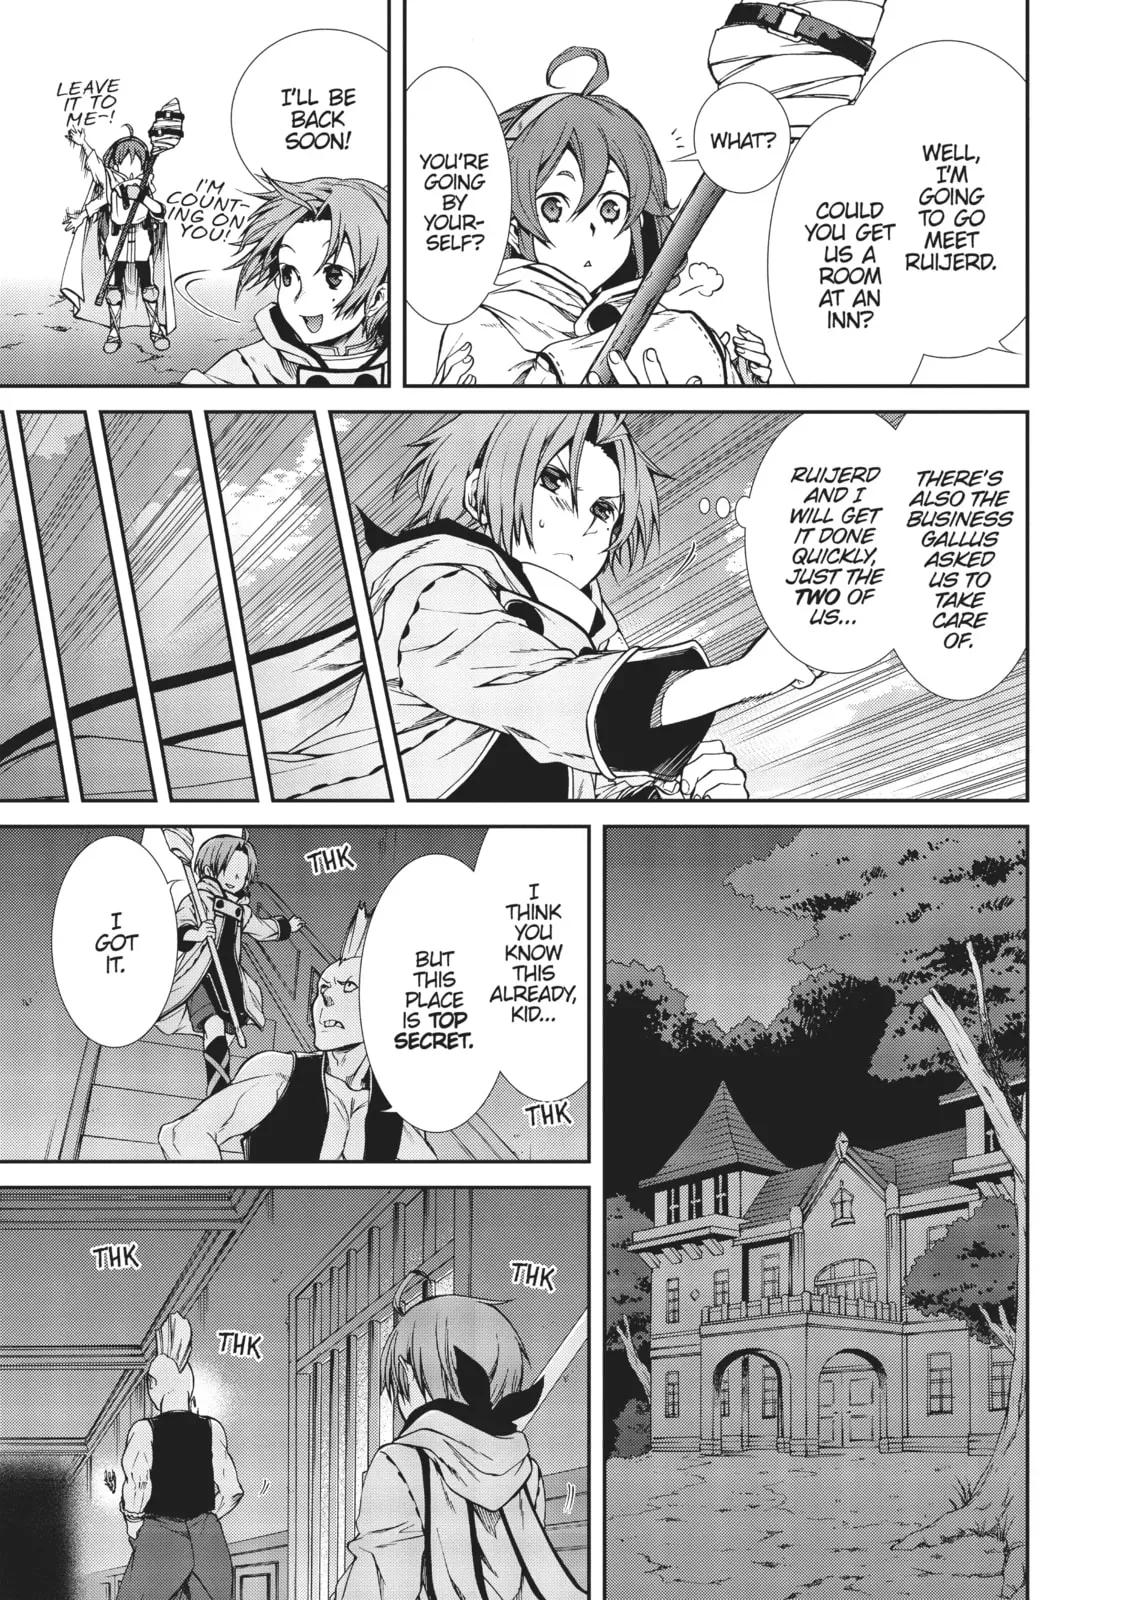 WELL,
I'M
GOING
TO GO
MEET
RUIJERD.
COULD
YOU GET
US A
ROOM
AT AN
INN?
WHAT?
YOU'RE
GOING
BY
YOUR-
SELF?
I'LL BE
BACK
SOON!
I'M
COUNT-
ING ON
YOU!
LEAVE
IT TO
ME~!
THERE'S
ALSO THE
BUSINESS
GALLUS
ASKED
US TO
TAKE
CARE
OF.
RUIJERD
AND I
WILL GET
IT DONE
QUICKLY,
JUST THE
TWO OF
US...
I
THINK
YOU
KNOW
THIS
ALREADY,
KID...
BUT
THIS
PLACE
IS TOP
SECRET.
THK
THK
I
GOT
IT.
THK
THK
THK